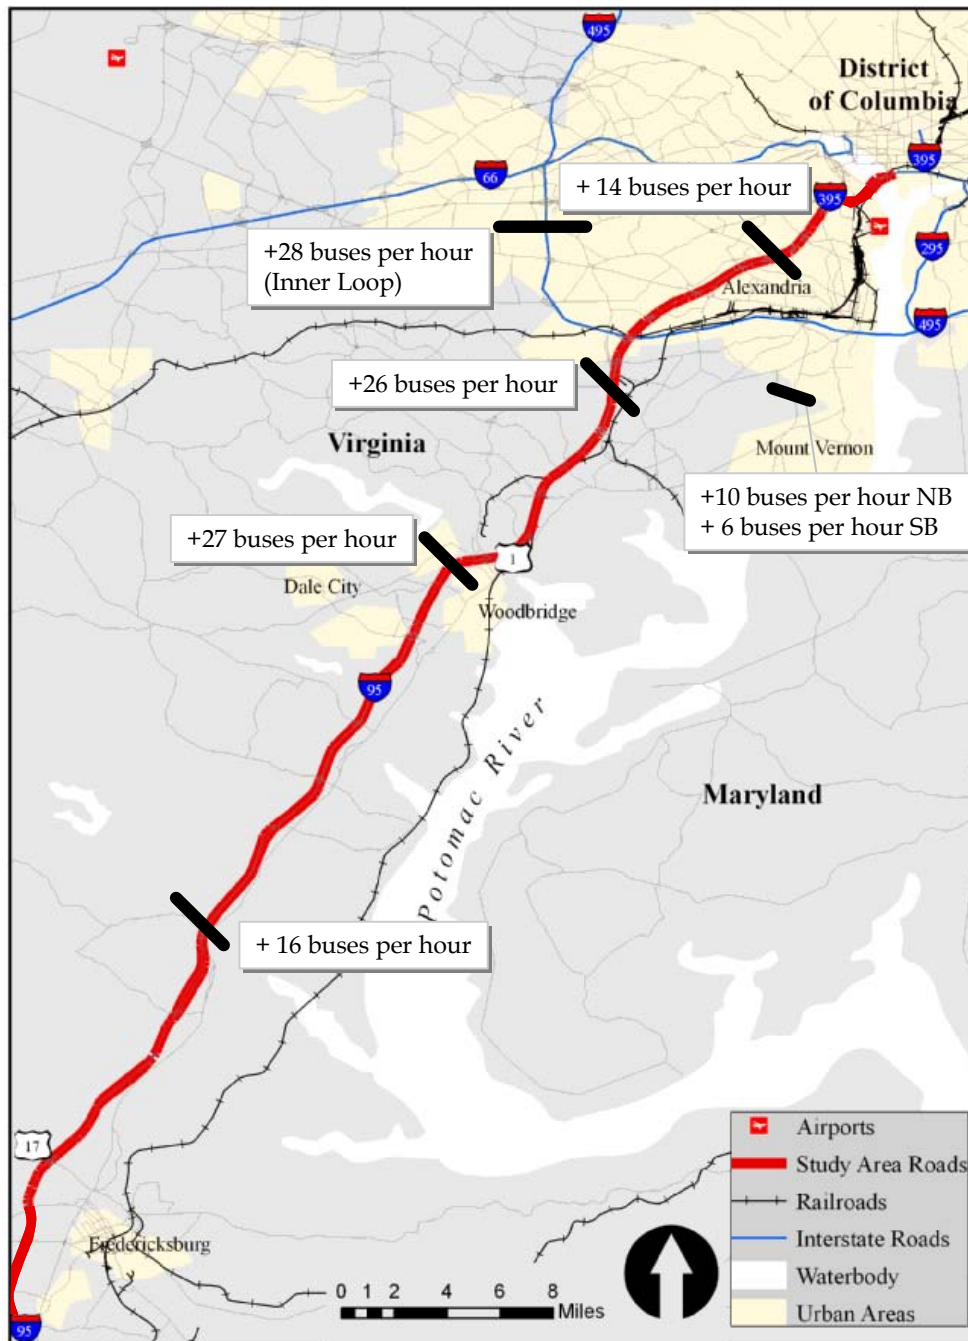 495
District
of Columbia
395
66
+ 14 buses per hour
395
+28 buses per hour
(Inner Loop)
295
Alexandria
495
+26 buses per hour
Virginia
Mount Vernon
+10 buses per hour NB
+ 6 buses per hour SB
+27 buses per hour
1
Dale City
Woodbridge
95
Potomac River
Maryland
+ 16 buses per hour
17
Fredericksburg
95
0 2 4 6 8
Miles
Airports
Study Area Roads
Railroads
Interstate Roads
Waterbody
Urban Areas